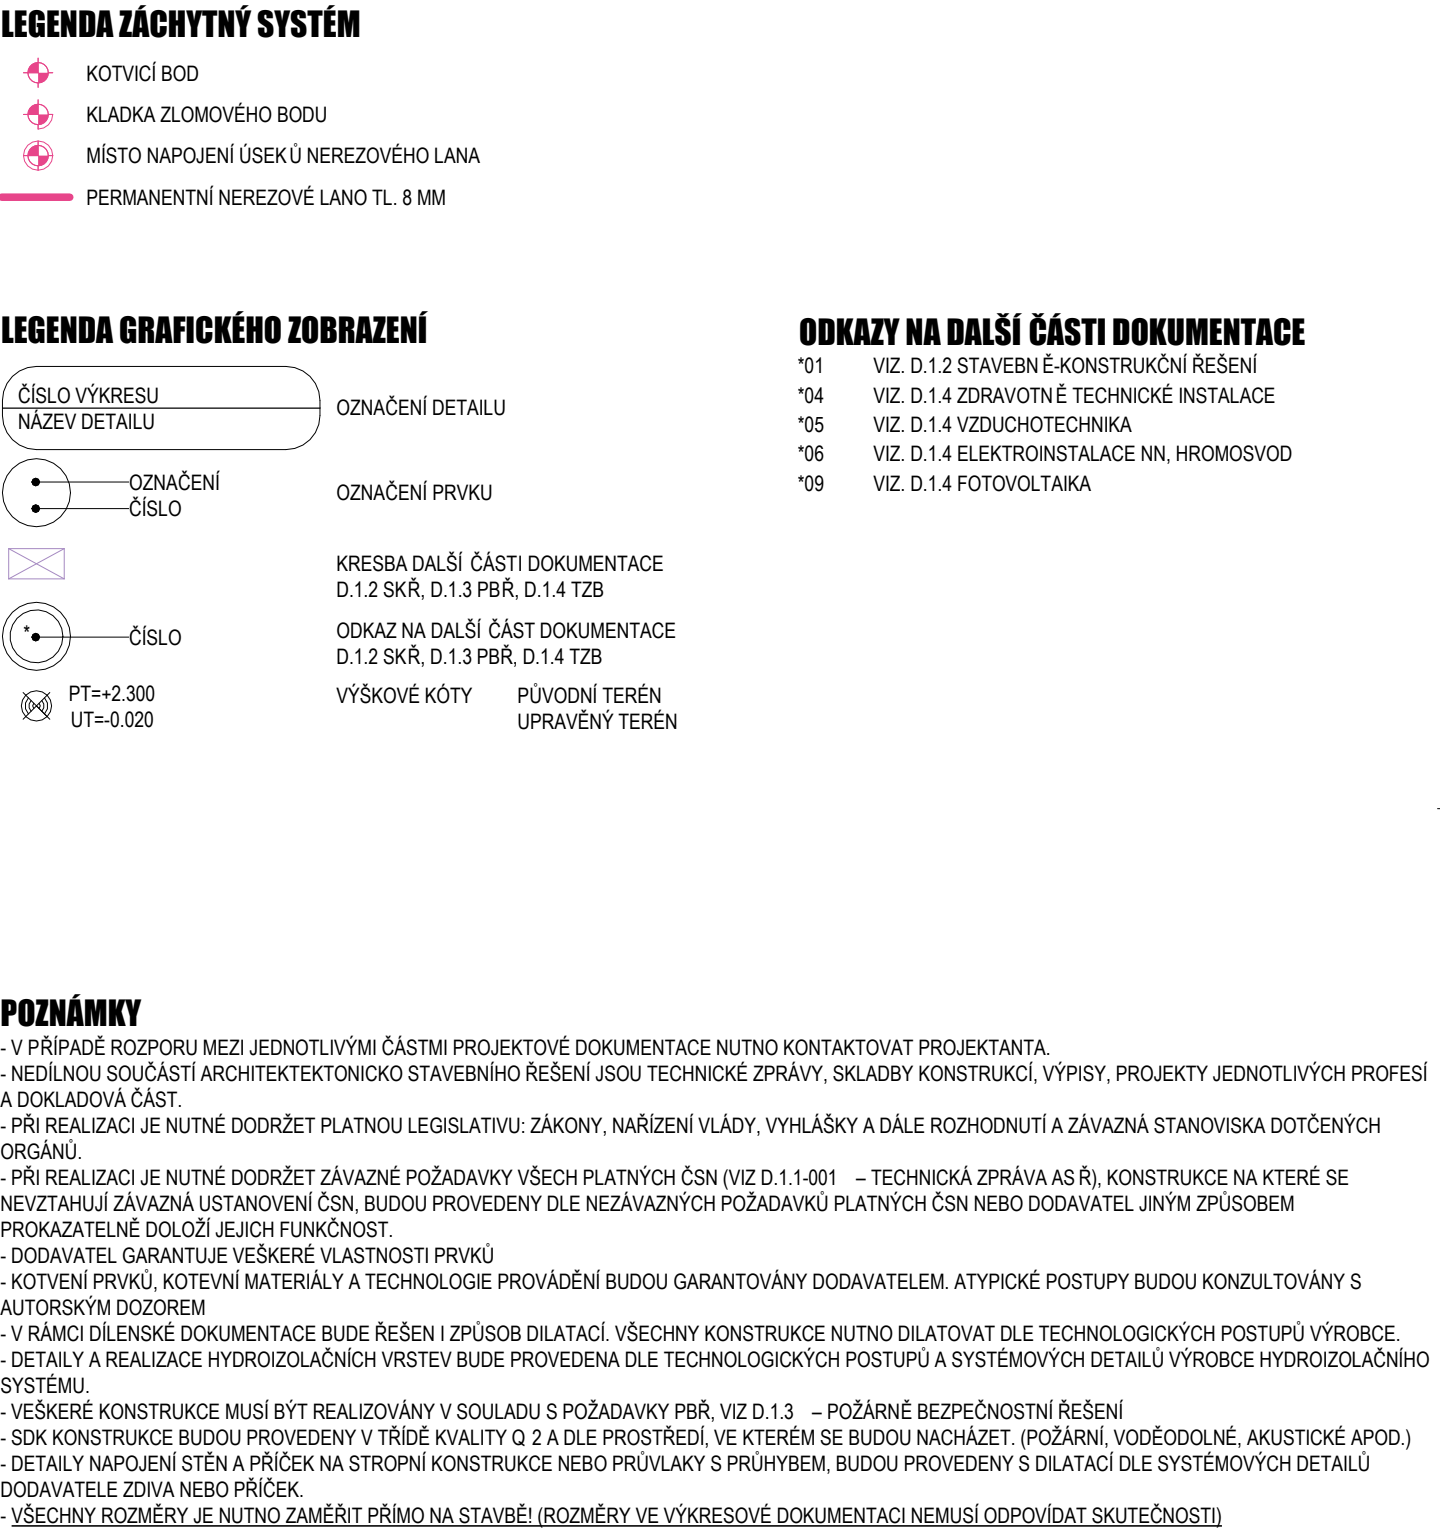 LEGENDA ZÁCHYTNÝ SYSTÉM
KOTVICÍ BOD
KLADKA ZLOMOVÉHO BODU
MÍSTO NAPOJENÍ ÚSEKŮ NEREZOVÉHO LANA
PERMANENTNÍ NEREZOVÉ LANO TL. 8 MM
LEGENDA GRAFICKÉHO ZOBRAZENÍ
ČÍSLO VÝKRESU
NÁZEV DETAILU
OZNAČENÍ DETAILU
OZNAČENÍ
ČÍSLO
OZNAČENÍ PRVKU
KRESBA DALŠÍ ČÁSTI DOKUMENTACE
D.1.2 SKŘ, D.1.3 PBŘ, D.1.4 TZB
*
ČÍSLO
ODKAZ NA DALŠÍ ČÁST DOKUMENTACE
D.1.2 SKŘ, D.1.3 PBŘ, D.1.4 TZB
PT=+2.300
UT=-0.020
VÝŠKOVÉ KÓTY PŮVODNÍ TERÉN
UPRAVĚNÝ TERÉN
ODKAZY NA DALŠÍ ČÁSTI DOKUMENTACE
*01 VIZ. D.1.2 STAVEBNĚ-KONSTRUKČNÍ ŘEŠENÍ
*04 VIZ. D.1.4 ZDRAVOTNĚ TECHNICKÉ INSTALACE
*05 VIZ. D.1.4 VZDUCHOTECHNIKA
*06 VIZ. D.1.4 ELEKTROINSTALACE NN, HROMOSVOD
*09 VIZ. D.1.4 FOTOVOLTAIKA
POZNÁMKY
- V PŘÍPADĚ ROZPORU MEZI JEDNOTLIVÝMI ČÁSTMI PROJEKTOVÉ DOKUMENTACE NUTNO KONTAKTOVAT PROJEKTANTA.
- NEDÍLNOU SOUČÁSTÍ ARCHITEKTEKTONICKO STAVEBNÍHO ŘEŠENÍ JSOU TECHNICKÉ ZPRÁVY, SKLADBY KONSTRUKCÍ, VÝPISY, PROJEKTY JEDNOTLIVÝCH PROFESÍ
A DOKLADOVÁ ČÁST.
- PŘI REALIZACI JE NUTNÉ DODRŽET PLATNOU LEGISLATIVU: ZÁKONY, NAŘÍZENÍ VLÁDY, VYHLÁŠKY A DÁLE ROZHODNUTÍ A ZÁVAZNÁ STANOVISKA DOTČENÝCH
ORGÁNŮ.
- PŘI REALIZACI JE NUTNÉ DODRŽET ZÁVAZNÉ POŽADAVKY VŠECH PLATNÝCH ČSN (VIZ D.1.1-001 – TECHNICKÁ ZPRÁVA ASŘ), KONSTRUKCE NA KTERÉ SE
NEVZTAHUJÍ ZÁVAZNÁ USTANOVENÍ ČSN, BUDOU PROVEDENY DLE NEZÁVAZNÝCH POŽADAVKŮ PLATNÝCH ČSN NEBO DODAVATEL JINÝM ZPŮSOBEM
PROKAZATELNĚ DOLOŽÍ JEJICH FUNKČNOST.
- DODAVATEL GARANTUJE VEŠKERÉ VLASTNOSTI PRVKŮ
- KOTVENÍ PRVKŮ, KOTEVNÍ MATERIÁLY A TECHNOLOGIE PROVÁDĚNÍ BUDOU GARANTOVÁNY DODAVATELEM. ATYPICKÉ POSTUPY BUDOU KONZULTOVÁNY S
AUTORSKÝM DOZOREM
- V RÁMCI DÍLENSKÉ DOKUMENTACE BUDE ŘEŠEN I ZPŮSOB DILATACÍ. VŠECHNY KONSTRUKCE NUTNO DILATOVAT DLE TECHNOLOGICKÝCH POSTUPŮ VÝROBCE.
- DETAILY A REALIZACE HYDROIZOLAČNÍCH VRSTEV BUDE PROVEDENA DLE TECHNOLOGICKÝCH POSTUPŮ A SYSTÉMOVÝCH DETAILŮ VÝROBCE HYDROIZOLAČNÍHO
SYSTÉMU.
- VEŠKERÉ KONSTRUKCE MUSÍ BÝT REALIZOVÁNY V SOULADU S POŽADAVKY PBŘ, VIZ D.1.3 – POŽÁRNĚ BEZPEČNOSTNÍ ŘEŠENÍ
- SDK KONSTRUKCE BUDOU PROVEDENY V TŘÍDĚ KVALITY Q 2 A DLE PROSTŘEDÍ, VE KTERÉM SE BUDOU NACHÁZET. (POŽÁRNÍ, VODĚODOLNÉ, AKUSTICKÉ APOD.)
- DETAILY NAPOJENÍ STĚN A PŘÍČEK NA STROPNÍ KONSTRUKCE NEBO PRŮVLAKY S PRŮHYBEM, BUDOU PROVEDENY S DILATACÍ DLE SYSTÉMOVÝCH DETAILŮ
DODAVATELE ZDIVA NEBO PŘÍČEK.
- VŠECHNY ROZMĚRY JE NUTNO ZAMĚŘIT PŘÍMO NA STAVBĚ! (ROZMĚRY VE VÝKRESOVÉ DOKUMENTACI NEMUSÍ ODPOVÍDAT SKUTEČNOSTI)